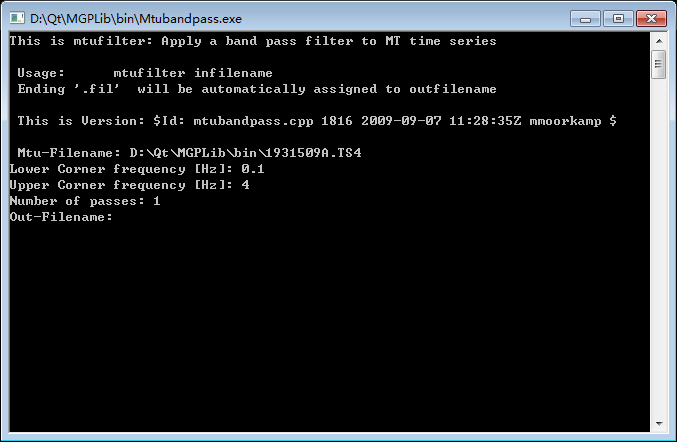 D:\Qt\MGPLib\bin\Mtubandpass.exe
This is mtufilter: Apply a band pass filter to MT time series
Usage:      mtufilter infilename
Ending '.fil'  will be automatically assigned to outfilename
This is Version: $Id: mtubandpass.cpp 1816 2009-09-07 11:28:35Z mmoorkamp $
Mtu-Filename: D:\Qt\MGPLib\bin\1931509A.TS4
Lower Corner frequency [Hz]: 0.1
Upper Corner frequency [Hz]: 4
Number of passes: 1
Out-Filename: